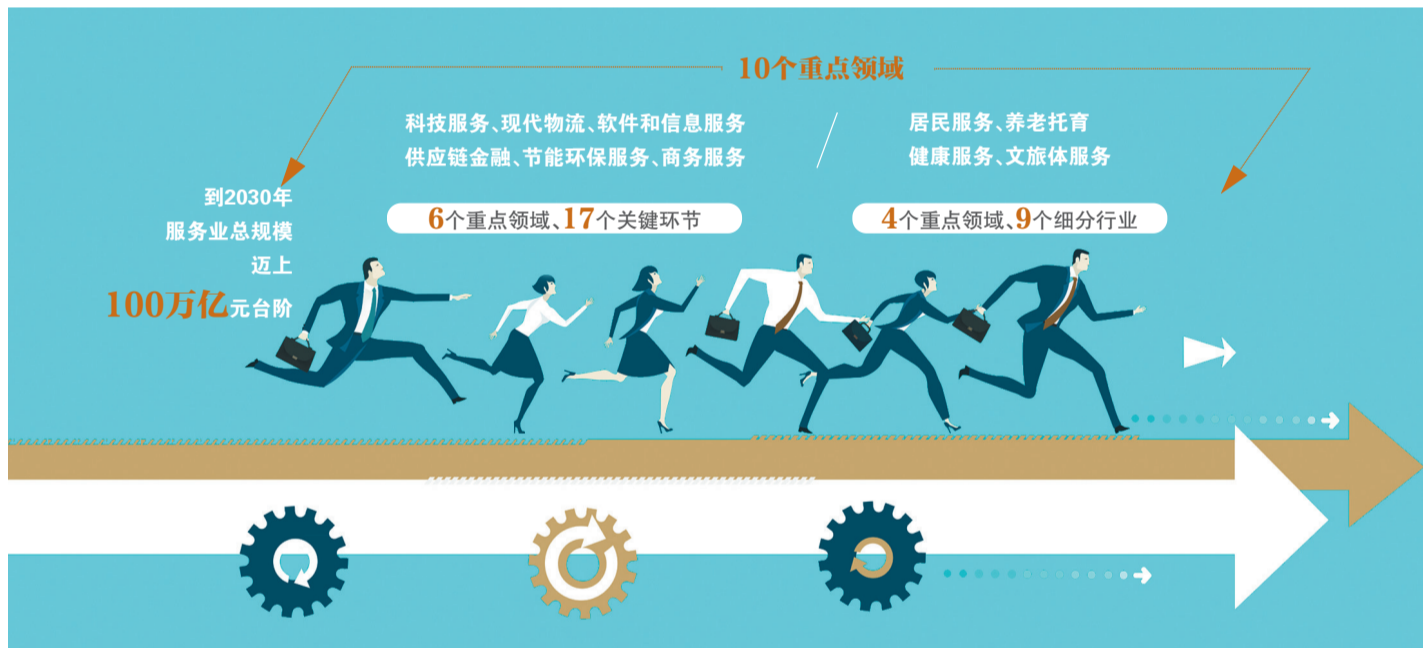 10个重点领域
科技服务、现代物流、软件和信息服务
供应链金融、节能环保服务、商务服务
6个重点领域、17个关键环节
居民服务、养老托育
健康服务、文旅体服务
4个重点领域、9个细分行业
到2030年
服务业总规模
迈上
100万亿元台阶